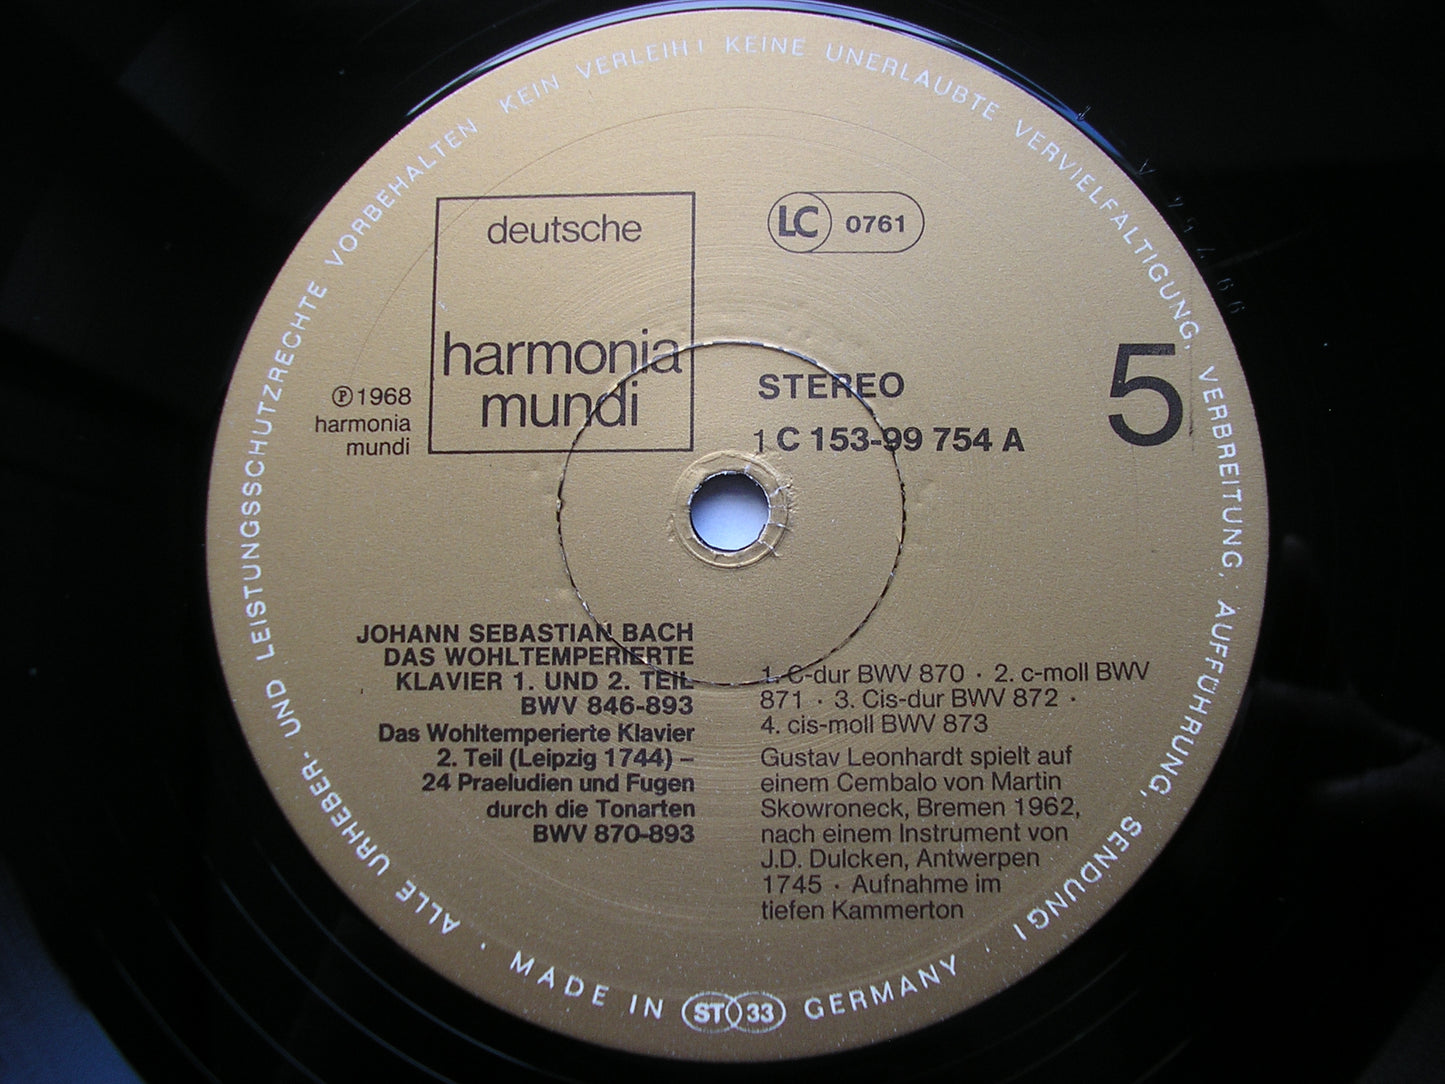 ALLE URHEBER- UND LEISTUNGSSCHUTZRECHTE VORBEHALTEN KEIN VERLEIH! KEINE UNERLAUBTE VERVIELFÄLTIGUNG, VERBREITUNG, AUFFÜHRUNG, SENDUNG!
deutsche
harmonia
mundi
LC 0761
℗ 1968
harmonia
mundi
STEREO
1 C 153-99 754 A
5
JOHANN SEBASTIAN BACH
DAS WOHLTEMPERIERTE
KLAVIER 1. UND 2. TEIL
BWV 846-893
Das Wohltemperierte Klavier
2. Teil (Leipzig 1744) –
24 Praeludien und Fugen
durch die Tonarten
BWV 870-893
1. C-dur BWV 870 · 2. c-moll BWV
871 · 3. Cis-dur BWV 872 ·
4. cis-moll BWV 873
Gustav Leonhardt spielt auf
einem Cembalo von Martin
Skowroneck, Bremen 1962,
nach einem Instrument von
J.D. Dulcken, Antwerpen
1745 · Aufnahme im
tiefen Kammerton
· MADE IN ST 33 GERMANY ·